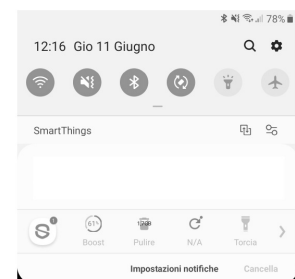 78%
12:16 Gio 11 Giugno
SmartThings
61%
Boost
Pulire
N/A
Torcia
Impostazioni notifiche
Cancella